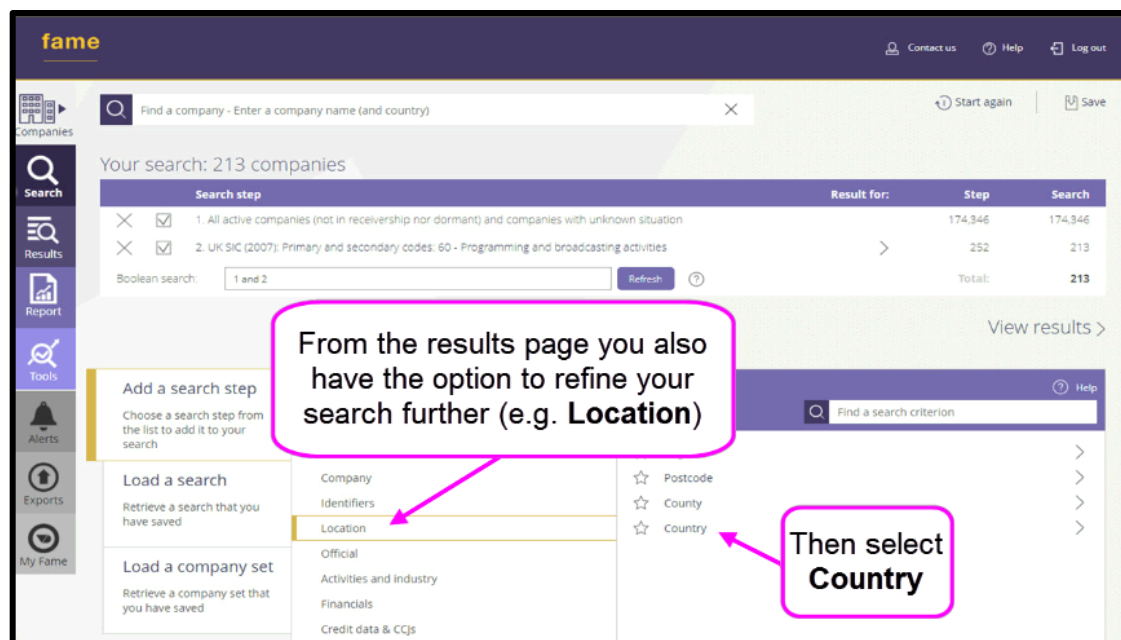 fame
Contact us
Help
Log out
Companies
Find a company - Enter a company name (and country)
Start again
Save
Your search: 213 companies
Search
Search step Result for: Step Search
1. All active companies (not in receivership nor dormant) and companies with unknown situation 174,346 174,346
2. UK SIC (2007): Primary and secondary codes: 60 - Programming and broadcasting activities 252 213
Results
Boolean search: 1 and 2 Refresh Total: 213
Report
View results >
From the results page you also
have the option to refine your
search further (e.g. Location)
Tools
Add a search step
Choose a search step from
the list to add it to your
search
Help
Find a search criterion
Alerts
Load a search
Retrieve a search that you
have saved
Exports
Load a company set
Retrieve a company set that
you have saved
My Fame
Company
Identifiers
Location
Official
Activities and industry
Financials
Credit data & CCJs
Postcode
County
Country
Then select
Country